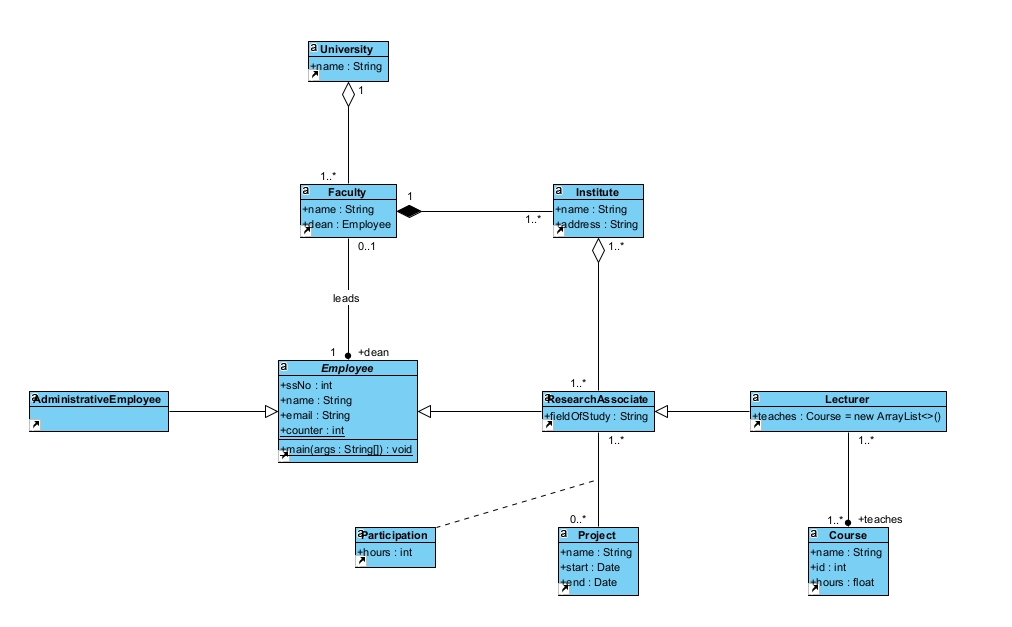 a University
+name : String
1
1..*
a Faculty
+name : String
+dean : Employee
1
1..*
a Institute
+name : String
+address : String
0..1
1..*
leads
1
+dean
a Employee
+ssNo : int
+name : String
+email : String
+counter : int
+main(args : String[]) : void
a AdministrativeEmployee
1..*
a ResearchAssociate
+fieldOfStudy : String
1..*
a Lecturer
+teaches : Course = new ArrayList<>()
1..*
a Participation
+hours : int
0..*
a Project
+name : String
+start : Date
+end : Date
1..*
+teaches
a Course
+name : String
+id : int
+hours : float